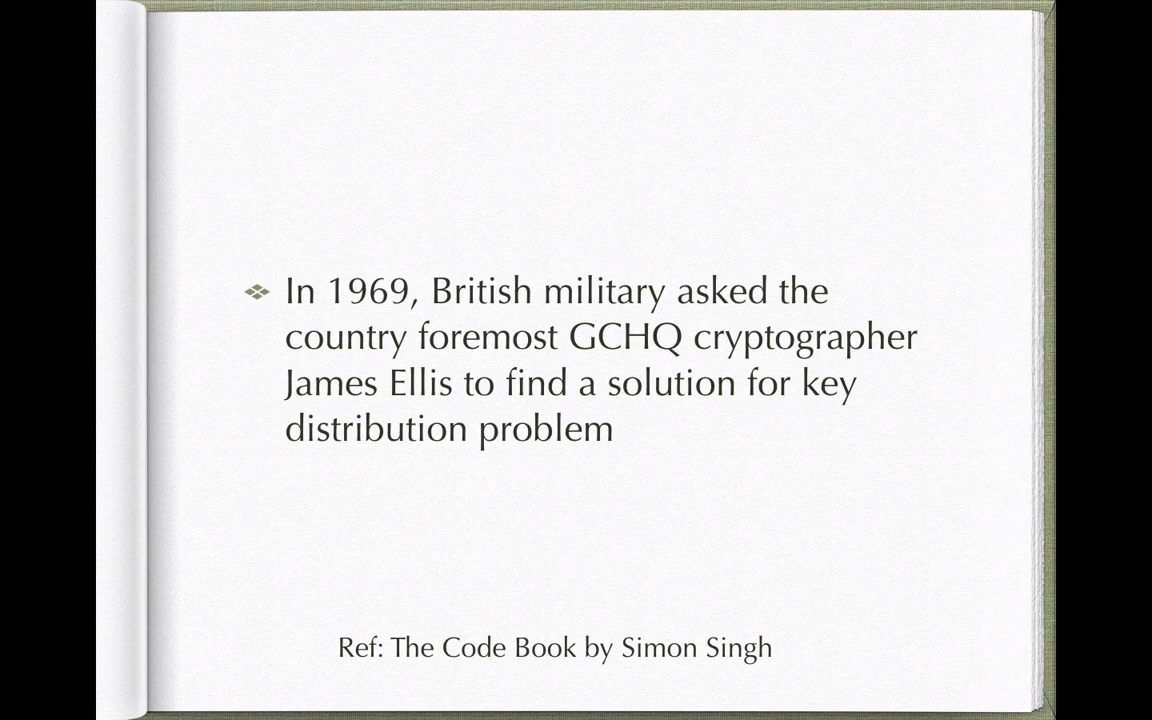 In 1969, British military asked the
country foremost GCHQ cryptographer
James Ellis to find a solution for key
distribution problem
Ref: The Code Book by Simon Singh